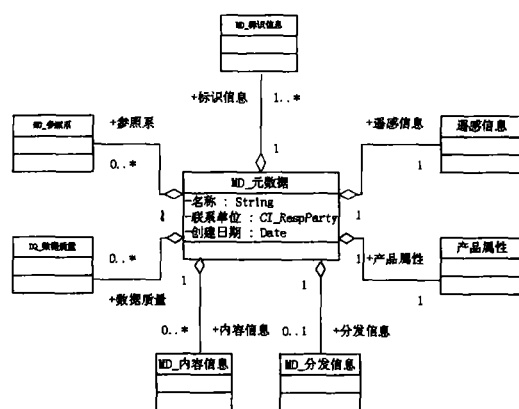 MD_标识信息
+标识信息
1..*
MD_参照系
+参照系
0..*
1
+遥感信息
遥感信息
1
MD_元数据
-名称 : String
-联系单位 : CI_RespParty
-创建日期 : Date
1
1
DQ_数据质量
0..*
+数据质量
1
1
1
1
+产品属性
产品属性
1
0..*
+内容信息
0..1
+分发信息
MD_内容信息
MD_分发信息